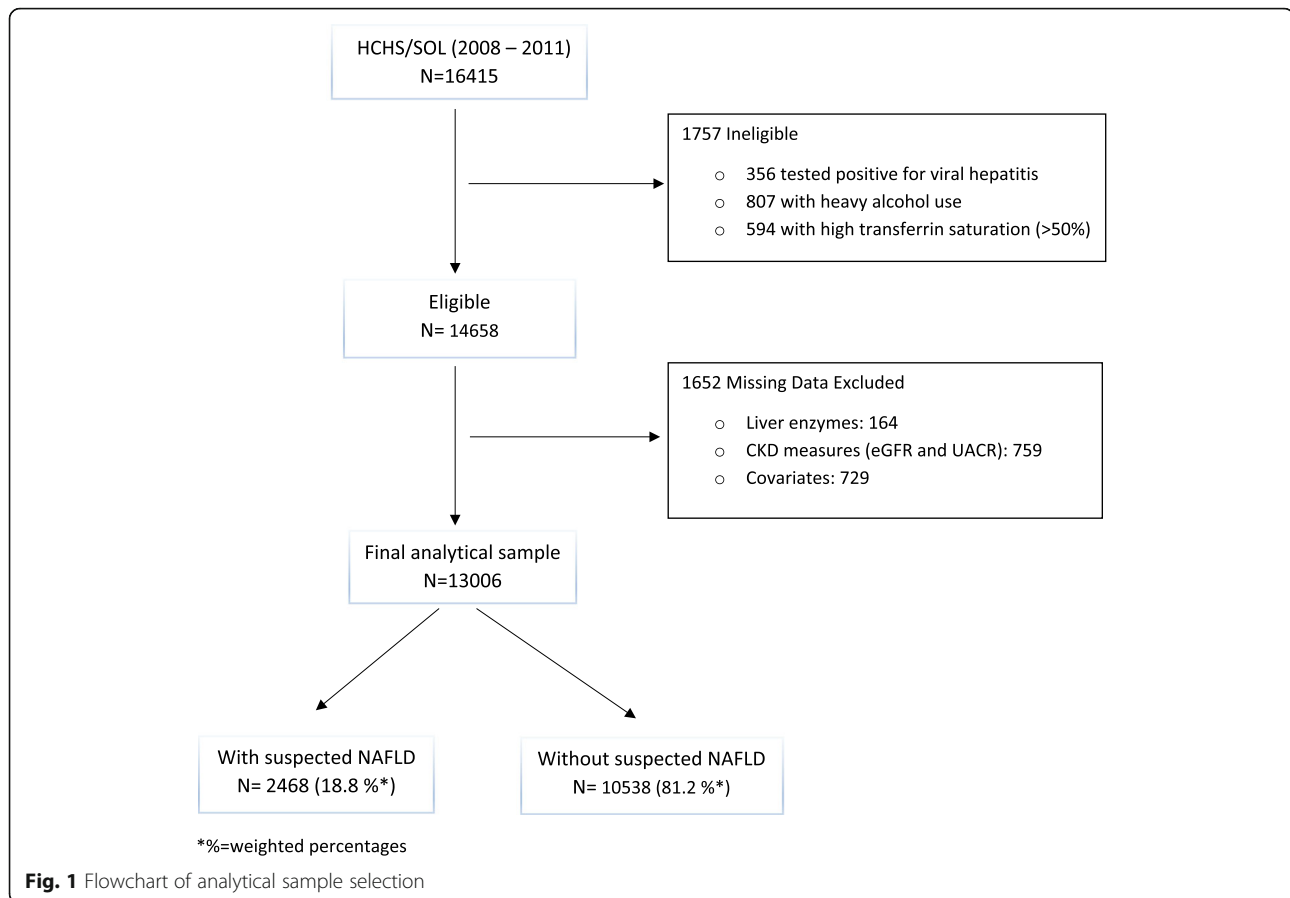 HCHS/SOL (2008 – 2011)
N=16415
1757 Ineligible
o 356 tested positive for viral hepatitis
o 807 with heavy alcohol use
o 594 with high transferrin saturation (>50%)
Eligible
N= 14658
1652 Missing Data Excluded
o Liver enzymes: 164
o CKD measures (eGFR and UACR): 759
o Covariates: 729
Final analytical sample
N=13006
With suspected NAFLD
N= 2468 (18.8 %*)
Without suspected NAFLD
N= 10538 (81.2 %*)
*%=weighted percentages
Fig. 1 Flowchart of analytical sample selection